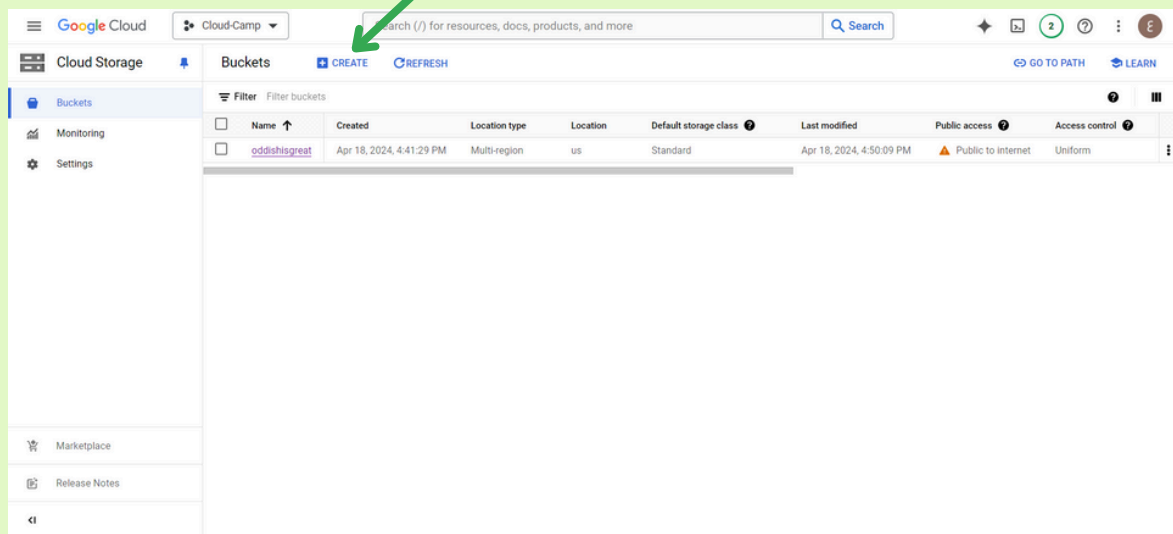 Google Cloud Cloud-Camp Search (/) for resources, docs, products, and more Search 2 ε
Cloud Storage Buckets CREATE REFRESH GO TO PATH LEARN
Buckets Filter Filter buckets
Monitoring
Settings
Name Created Location type Location Default storage class Last modified Public access Access control
oddishisgreat Apr 18, 2024, 4:41:29 PM Multi-region us Standard Apr 18, 2024, 4:50:09 PM Public to internet Uniform
Marketplace
Release Notes